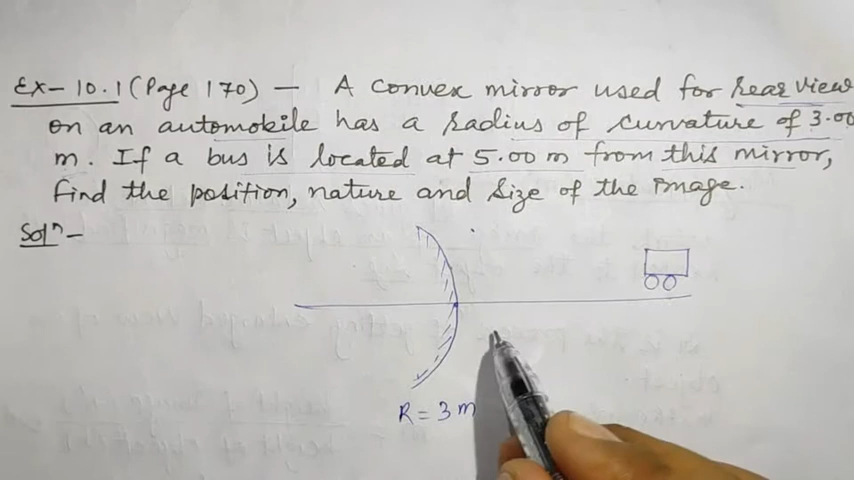 Ex-10.1 (Page 170) — A convex mirror used for rear view
on an automobile has a radius of curvature of 3.00
m. If a bus is located at 5.00 m from this mirror,
find the position, nature and size of the image.
Solⁿ-
R = 3 m